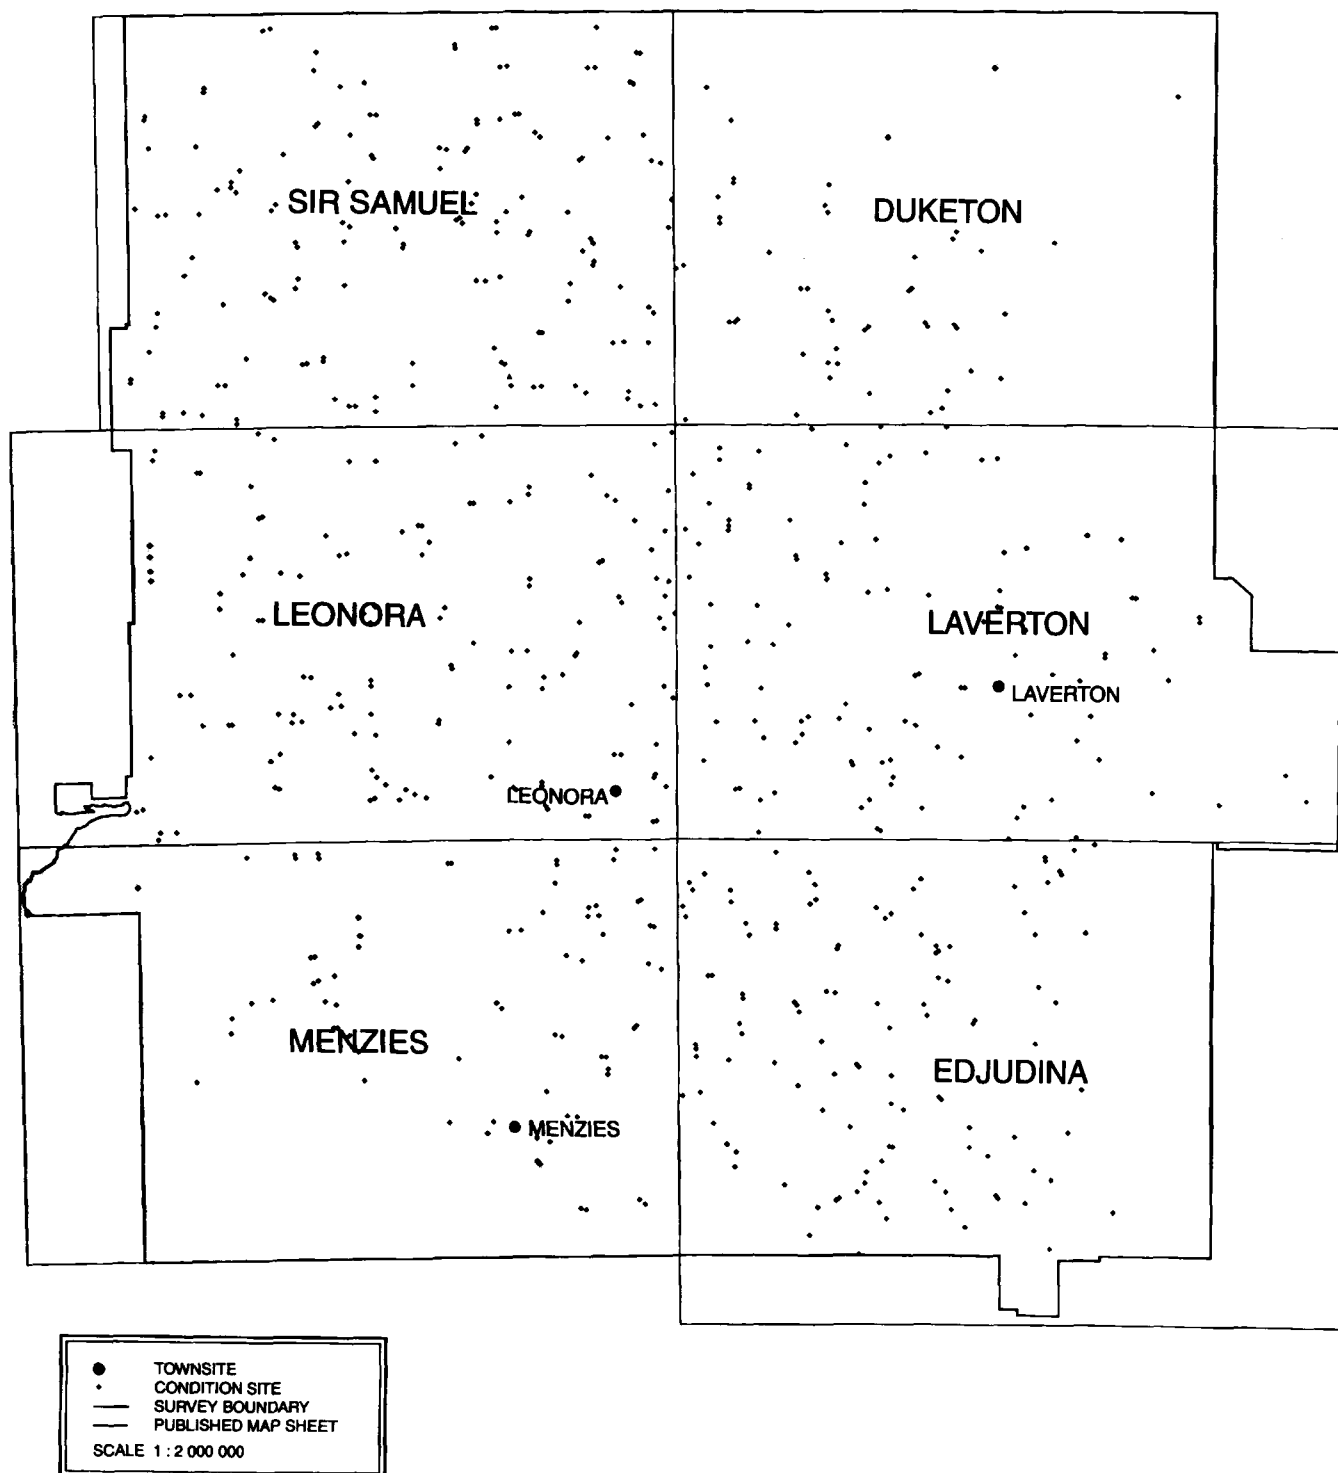 SIR SAMUEL
DUKETON
LEONORA
LAVERTON
LAVERTON
LEONORA
MENZIES
EDJUDINA
MENZIES
TOWNSITE
CONDITION SITE
SURVEY BOUNDARY
PUBLISHED MAP SHEET
SCALE 1 : 2 000 000